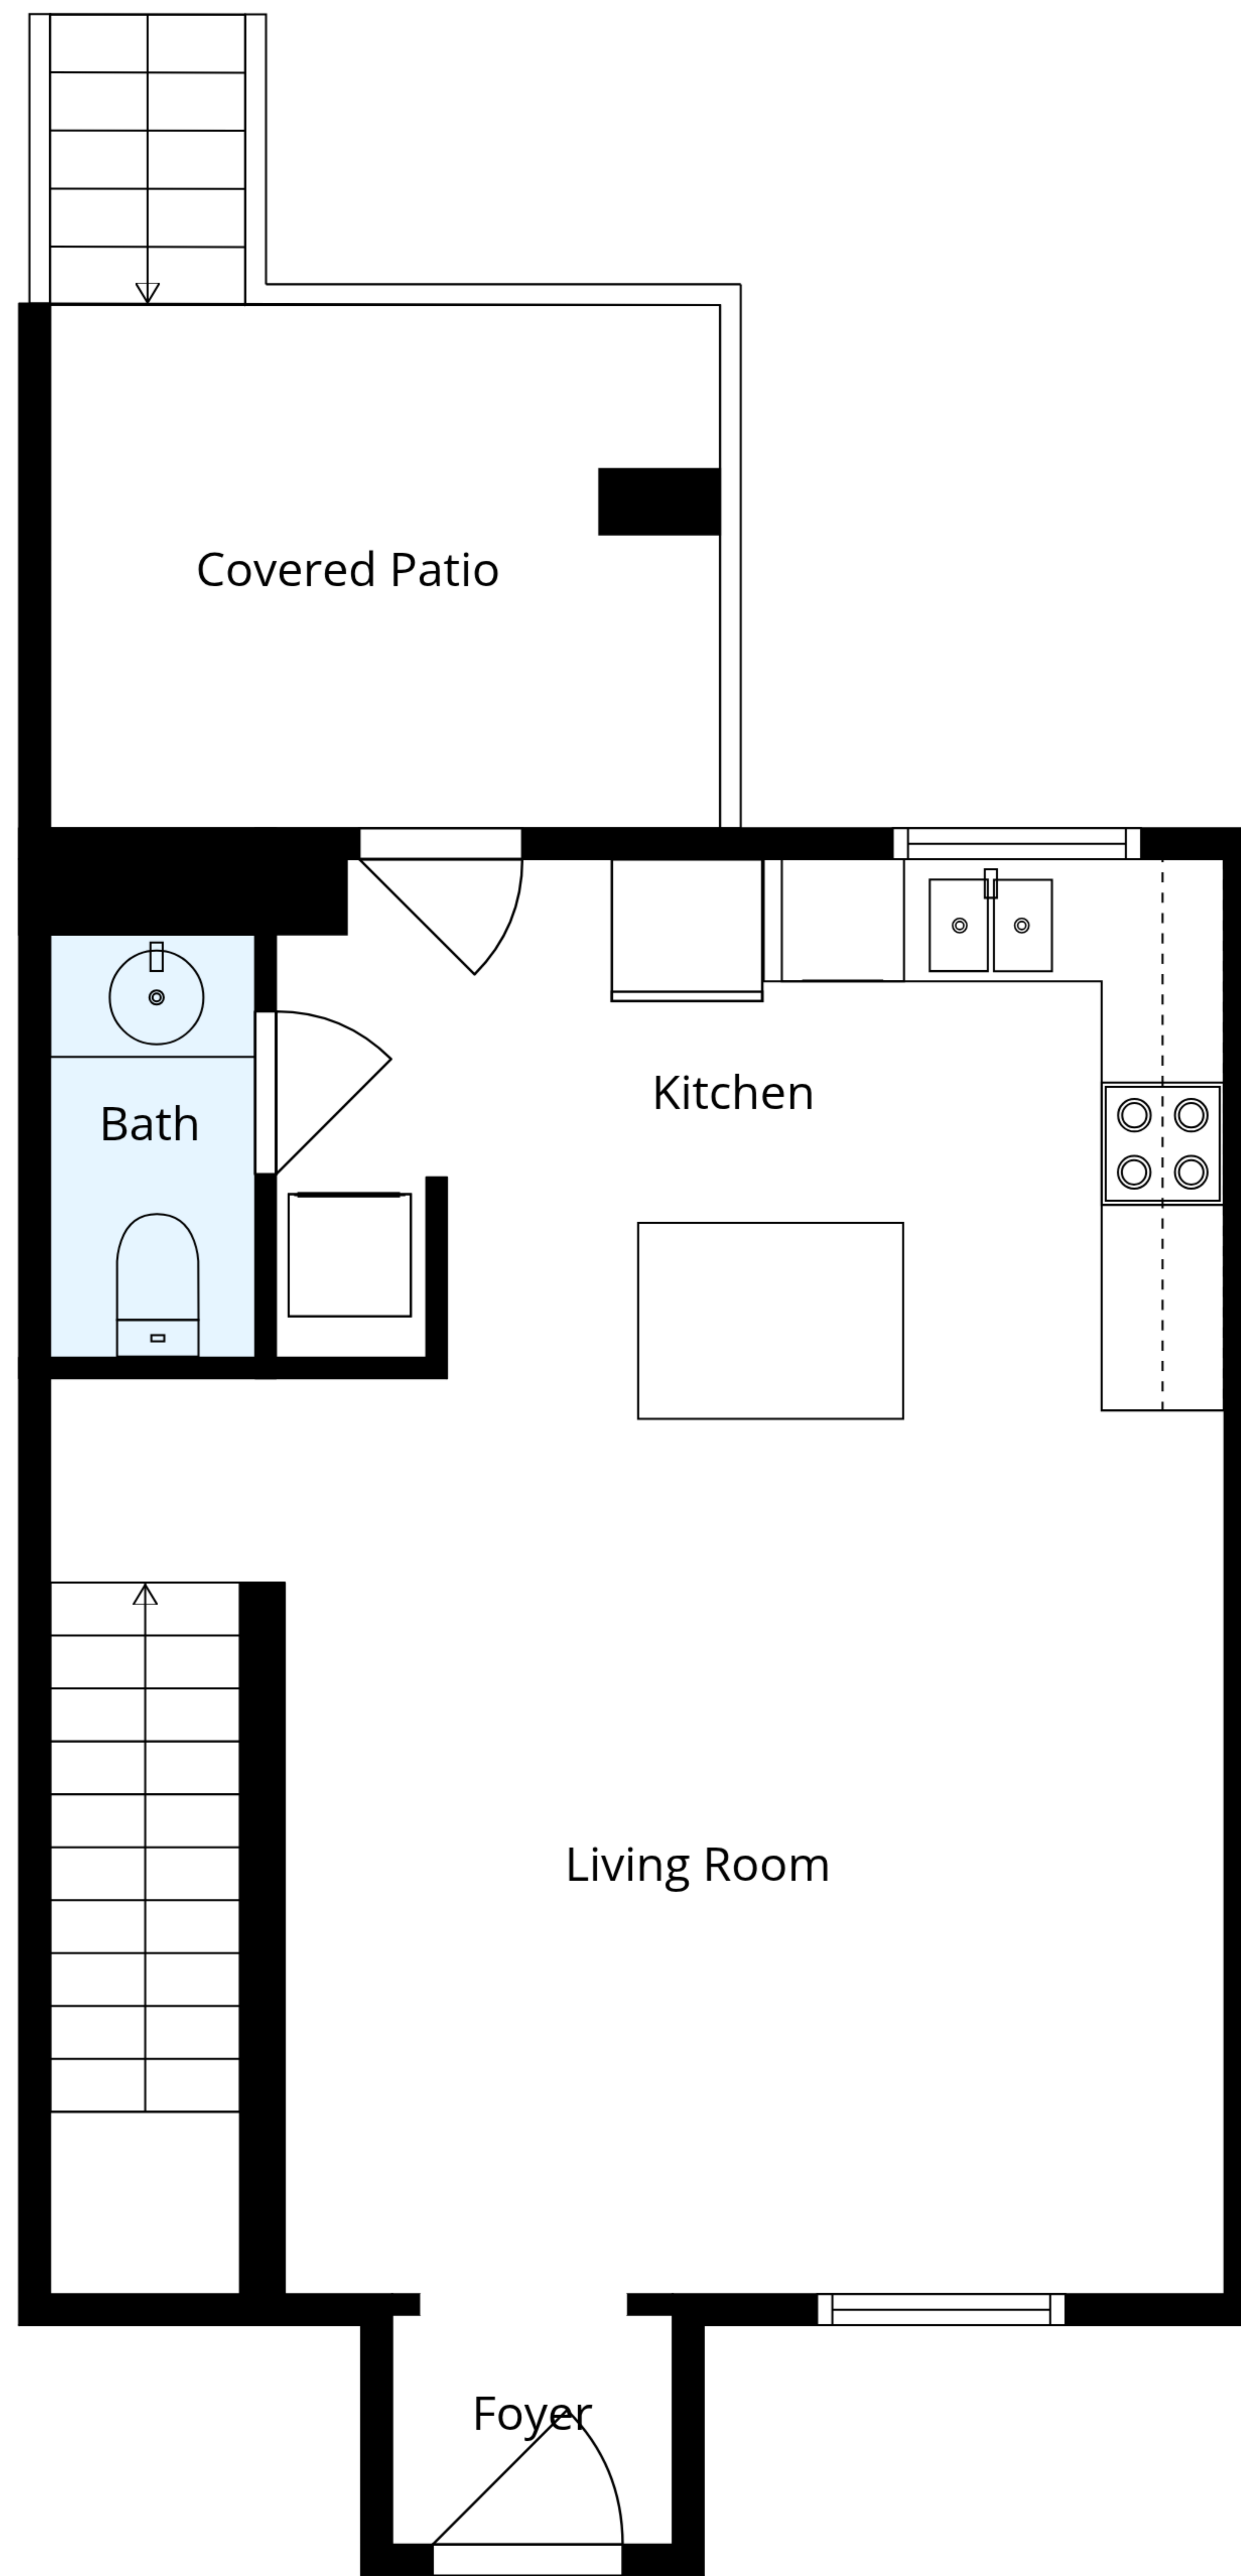 Covered Patio
Kitchen
Bath
Living Room
Foyer